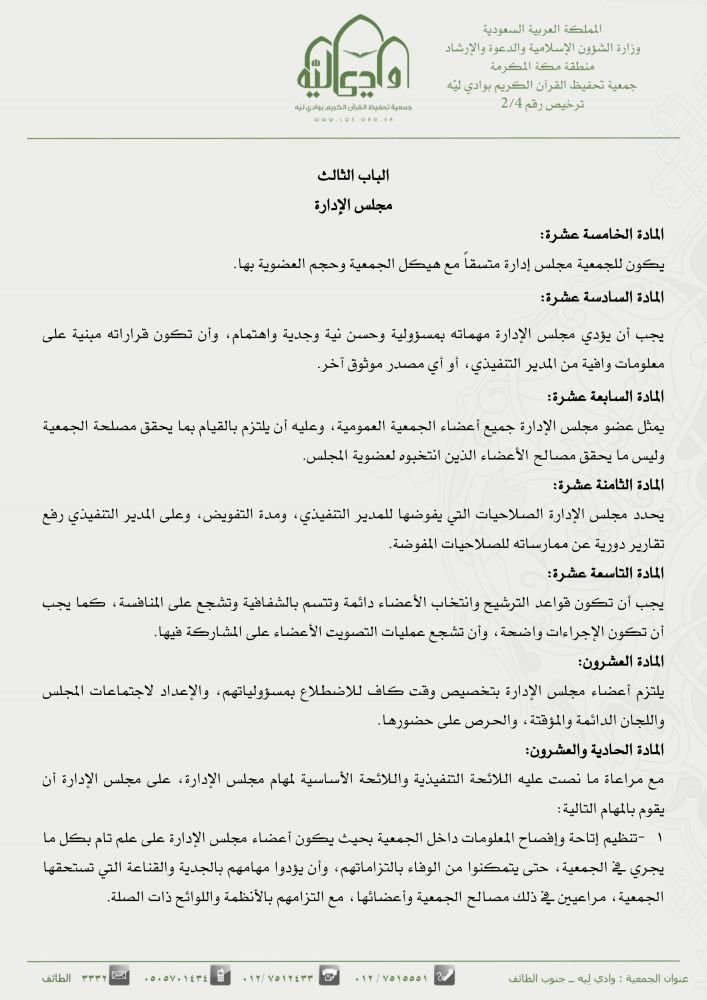 المملكة العربية السعودية
وزارة الشؤون الإسلامية والدعوة والإرشاد
منطقة مكة المكرمة
جمعية تحفيظ القرآن الكريم بوادي ليّه
ترخيص رقم 2/4
وادي ليّه
جمعية تحفيظ القرآن الكريم بوادي ليّه
WWW.LQS.ORG.SA
الباب الثالث
مجلس الإدارة
المادة الخامسة عشرة:
يكون للجمعية مجلس إدارة متسقاً مع هيكل الجمعية وحجم العضوية بها.
المادة السادسة عشرة:
يجب أن يؤدي مجلس الإدارة مهماته بمسؤولية وحسن نية وجدية واهتمام، وأن تكون قراراته مبنية على
معلومات وافية من المدير التنفيذي، أو أي مصدر موثوق آخر.
المادة السابعة عشرة:
يمثل عضو مجلس الإدارة جميع أعضاء الجمعية العمومية، وعليه أن يلتزم بالقيام بما يحقق مصلحة الجمعية
وليس ما يحقق مصالح الأعضاء الذين انتخبوه لعضوية المجلس.
المادة الثامنة عشرة:
يحدد مجلس الإدارة الصلاحيات التي يفوضها للمدير التنفيذي، ومدة التفويض، وعلى المدير التنفيذي رفع
تقارير دورية عن ممارساته للصلاحيات المفوضة.
المادة التاسعة عشرة:
يجب أن تكون قواعد الترشيح وانتخاب الأعضاء دائمة وتتسم بالشفافية وتشجع على المنافسة، كما يجب
أن تكون الإجراءات واضحة، وأن تشجع عمليات التصويت الأعضاء على المشاركة فيها.
المادة العشرون:
يلتزم أعضاء مجلس الإدارة بتخصيص وقت كاف للاضطلاع بمسؤولياتهم، والإعداد لاجتماعات المجلس
واللجان الدائمة والمؤقتة، والحرص على حضورها.
المادة الحادية والعشرون:
مع مراعاة ما نصت عليه اللائحة التنفيذية واللائحة الأساسية لمهام مجلس الإدارة، على مجلس الإدارة أن
يقوم بالمهام التالية:
١ -تنظيم إتاحة وإفصاح المعلومات داخل الجمعية بحيث يكون أعضاء مجلس الإدارة على علم تام بكل ما
يجري في الجمعية، حتى يتمكنوا من الوفاء بالتزاماتهم، وأن يؤدوا مهامهم بالجدية والقناعة التي تستحقها
الجمعية، مراعيين في ذلك مصالح الجمعية وأعضائها، مع التزامهم بالأنظمة واللوائح ذات الصلة.
عنوان الجمعية : وادي لِيه ــ جنوب الطائف ٠١٢ / ٧٥١٥٥٥١ ٠١٢/ ٧٥١٢٤٣٣ ٠٥٠٥٧٠١٤٣٤ ٣٣٣٢ الطائف